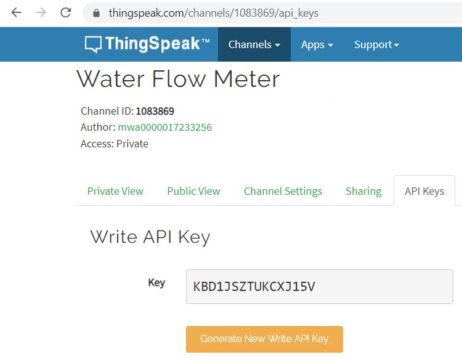 thingspeak.com/channels/1083869/api_keys
ThingSpeak™ Channels Apps Support
Water Flow Meter
Channel ID: 1083869
Author: mwa0000017233256
Access: Private
Private View Public View Channel Settings Sharing API Keys
Write API Key
Key KBD1JSZTUKCXJ15V
Generate New Write API Key